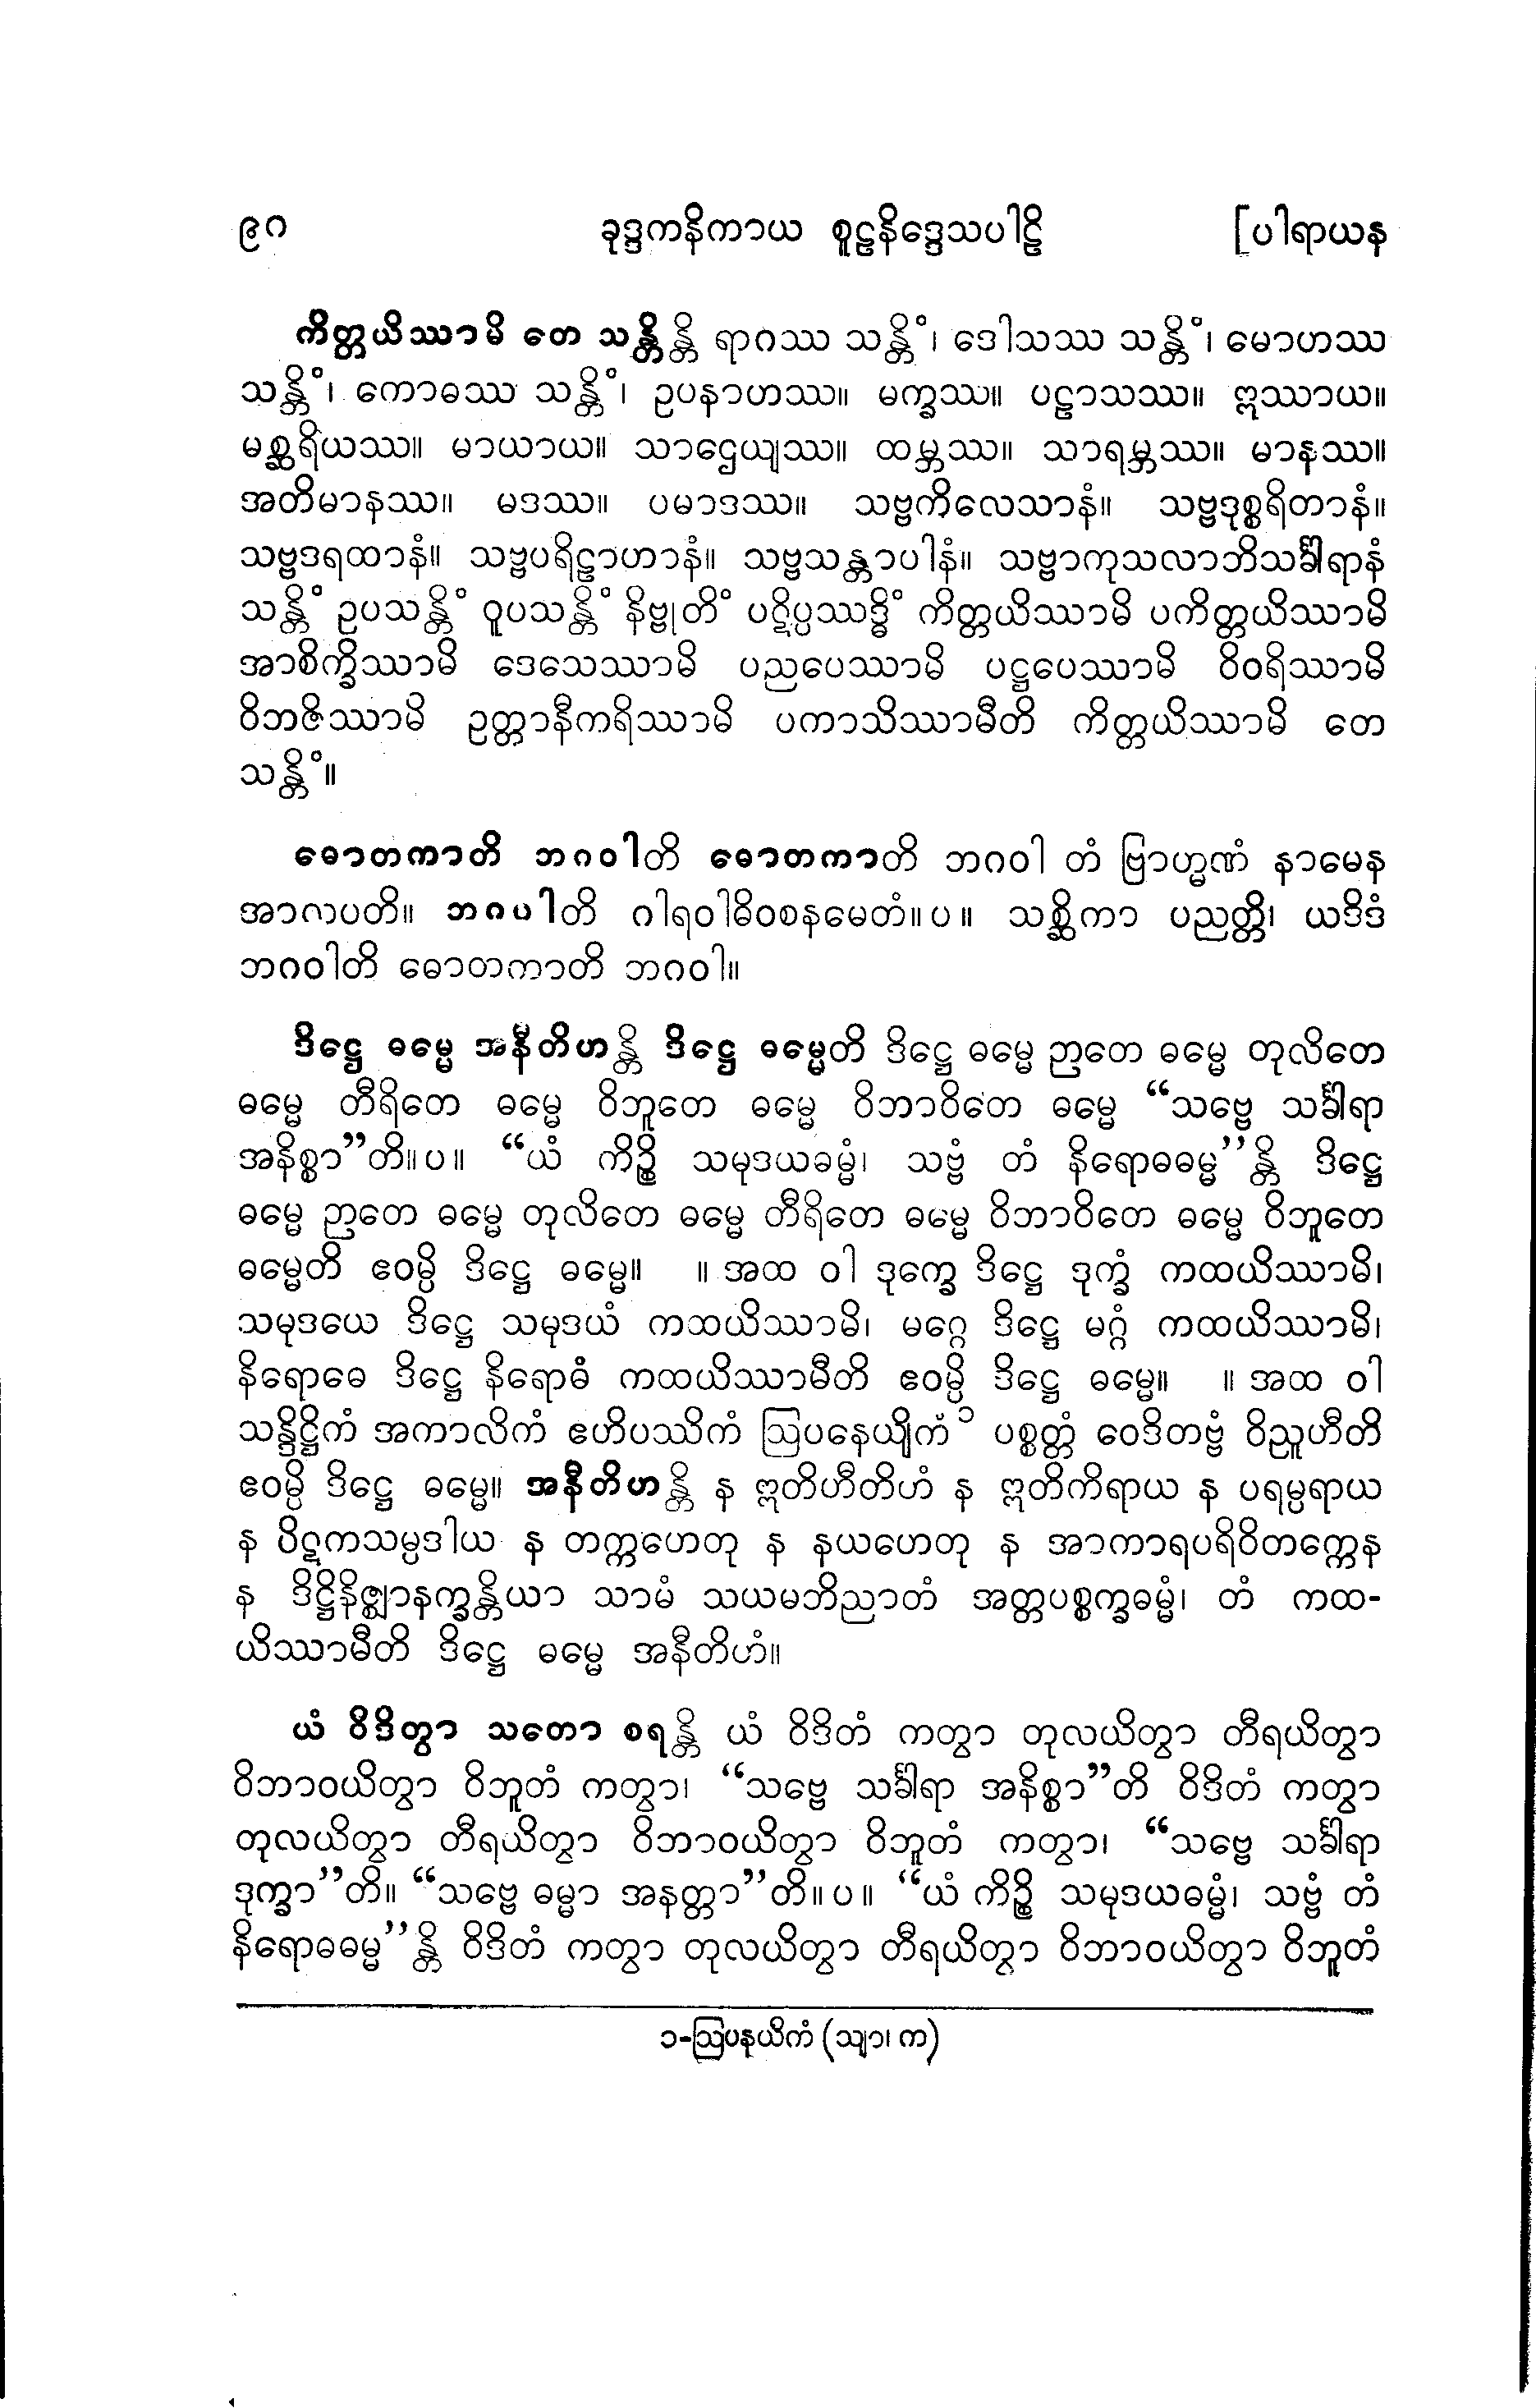 ၉၈ ခုဒ္ဒကနိကာယ စူဠနိဒ္ဒေသပါဠိ [ပါရာယန
ကိတ္တယိဿာမိ တေ သန္တိန္တိ ရာဂဿ သန္တိံ၊ ဒေါသဿ သန္တိံ၊ မောဟဿ
သန္တိံ၊ ကောဓဿ သန္တိံ၊ ဥပနာဟဿ။ မက္ခဿ။ ပဠာသဿ။ ဣဿာယ။
မစ္ဆရိယဿ။ မာယာယ။ သာဌေယျဿ။ ထမ္ဘဿ။ သာရမ္ဘဿ။ မာနဿ။
အတိမာနဿ။ မဒဿ။ ပမာဒဿ။ သဗ္ဗကိလေသာနံ။ သဗ္ဗဒုစ္စရိတာနံ။
သဗ္ဗဒရထာနံ။ သဗ္ဗပရိဠာဟာနံ။ သဗ္ဗသန္တာပါနံ။ သဗ္ဗာကုသလာဘိသင်္ခါရာနံ
သန္တိံ ဥပသန္တိံ ဝူပသန္တိံ နိဗ္ဗုတိံ ပဋိပ္ပဿဒ္ဓိံ ကိတ္တယိဿာမိ ပကိတ္တယိဿာမိ
အာစိက္ခိဿာမိ ဒေသေဿာမိ ပညပေဿာမိ ပဋ္ဌပေဿာမိ ဝိဝရိဿာမိ
ဝိဘဇိဿာမိ ဥတ္တာနီကရိဿာမိ ပကာသိဿာမီတိ ကိတ္တယိဿာမိ တေ
သန္တိံ။
ဓောတကာတိ ဘဂဝါတိ ဓောတကာတိ ဘဂဝါ တံ ဗြာဟ္မဏံ နာမေန
အာလပတိ။ ဘဂဝါတိ ဂါရဝါဓိဝစနမေတံ။ပ။ သစ္ဆိကာ ပညတ္တိ၊ ယဒိဒံ
ဘဂဝါတိ ဓောတကာတိ ဘဂဝါ။
ဒိဋ္ဌေ ဓမ္မေ အနီတိဟန္တိ ဒိဋ္ဌေ ဓမ္မေတိ ဒိဋ္ဌေ ဓမ္မေ ဉာတေ ဓမ္မေ တုလိတေ
ဓမ္မေ တီရိတေ ဓမ္မေ ဝိဘူတေ ဓမ္မေ ဝိဘာဝိတေ ဓမ္မေ “သဗ္ဗေ သင်္ခါရာ
အနိစ္စာ”တိ။ပ။ “ယံ ကိဉ္စိ သမုဒယဓမ္မံ၊ သဗ္ဗံ တံ နိရောဓဓမ္မ”န္တိ ဒိဋ္ဌေ
ဓမ္မေ ဉာတေ ဓမ္မေ တုလိတေ ဓမ္မေ တီရိတေ ဓမ္မေ ဝိဘာဝိတေ ဓမ္မေ ဝိဘူတေ
ဓမ္မေတိ ဧဝမ္ပိ ဒိဋ္ဌေ ဓမ္မေ။ ။ အထ ဝါ ဒုက္ခေ ဒိဋ္ဌေ ဒုက္ခံ ကထယိဿာမိ၊
သမုဒယေ ဒိဋ္ဌေ သမုဒယံ ကထယိဿာမိ၊ မဂ္ဂေ ဒိဋ္ဌေ မဂ္ဂံ ကထယိဿာမိ၊
နိရောဓေ ဒိဋ္ဌေ နိရောဓံ ကထယိဿာမီတိ ဧဝမ္ပိ ဒိဋ္ဌေ ဓမ္မေ။ ။ အထ ဝါ
သန္ဒိဋ္ဌိကံ အကာလိကံ ဧဟိပဿိကံ ဩပနေယျိကံ ၁ ပစ္စတ္တံ ဝေဒိတဗ္ဗံ ဝိညူဟီတိ
ဧဝမ္ပိ ဒိဋ္ဌေ ဓမ္မေ။ အနီတိဟန္တိ န ဣတိဟီတိဟံ န ဣတိကိရာယ န ပရမ္ပရာယ
န ပိဋကသမ္ပဒါယ န တက္ကဟေတု န နယဟေတု န အာကာရပရိဝိတက္ကေန
န ဒိဋ္ဌိနိဇ္ဈာနက္ခန္တိယာ သာမံ သယမဘိညာတံ အတ္တပစ္စက္ခဓမ္မံ၊ တံ ကထ-
ယိဿာမီတိ ဒိဋ္ဌေ ဓမ္မေ အနီတိဟံ။
ယံ ဝိဒိတွာ သတော စရန္တိ ယံ ဝိဒိတံ ကတွာ တုလယိတွာ တီရယိတွာ
ဝိဘာဝယိတွာ ဝိဘူတံ ကတွာ၊ “သဗ္ဗေ သင်္ခါရာ အနိစ္စာ”တိ ဝိဒိတံ ကတွာ
တုလယိတွာ တီရယိတွာ ဝိဘာဝယိတွာ ဝိဘူတံ ကတွာ၊ “သဗ္ဗေ သင်္ခါရာ
ဒုက္ခာ”တိ။ “သဗ္ဗေ ဓမ္မာ အနတ္တာ”တိ။ပ။ “ယံ ကိဉ္စိ သမုဒယဓမ္မံ၊ သဗ္ဗံ တံ
နိရောဓဓမ္မ”န္တိ ဝိဒိတံ ကတွာ တုလယိတွာ တီရယိတွာ ဝိဘာဝယိတွာ ဝိဘူတံ
၁-ဩပနယိကံ (သျာ၊ က)